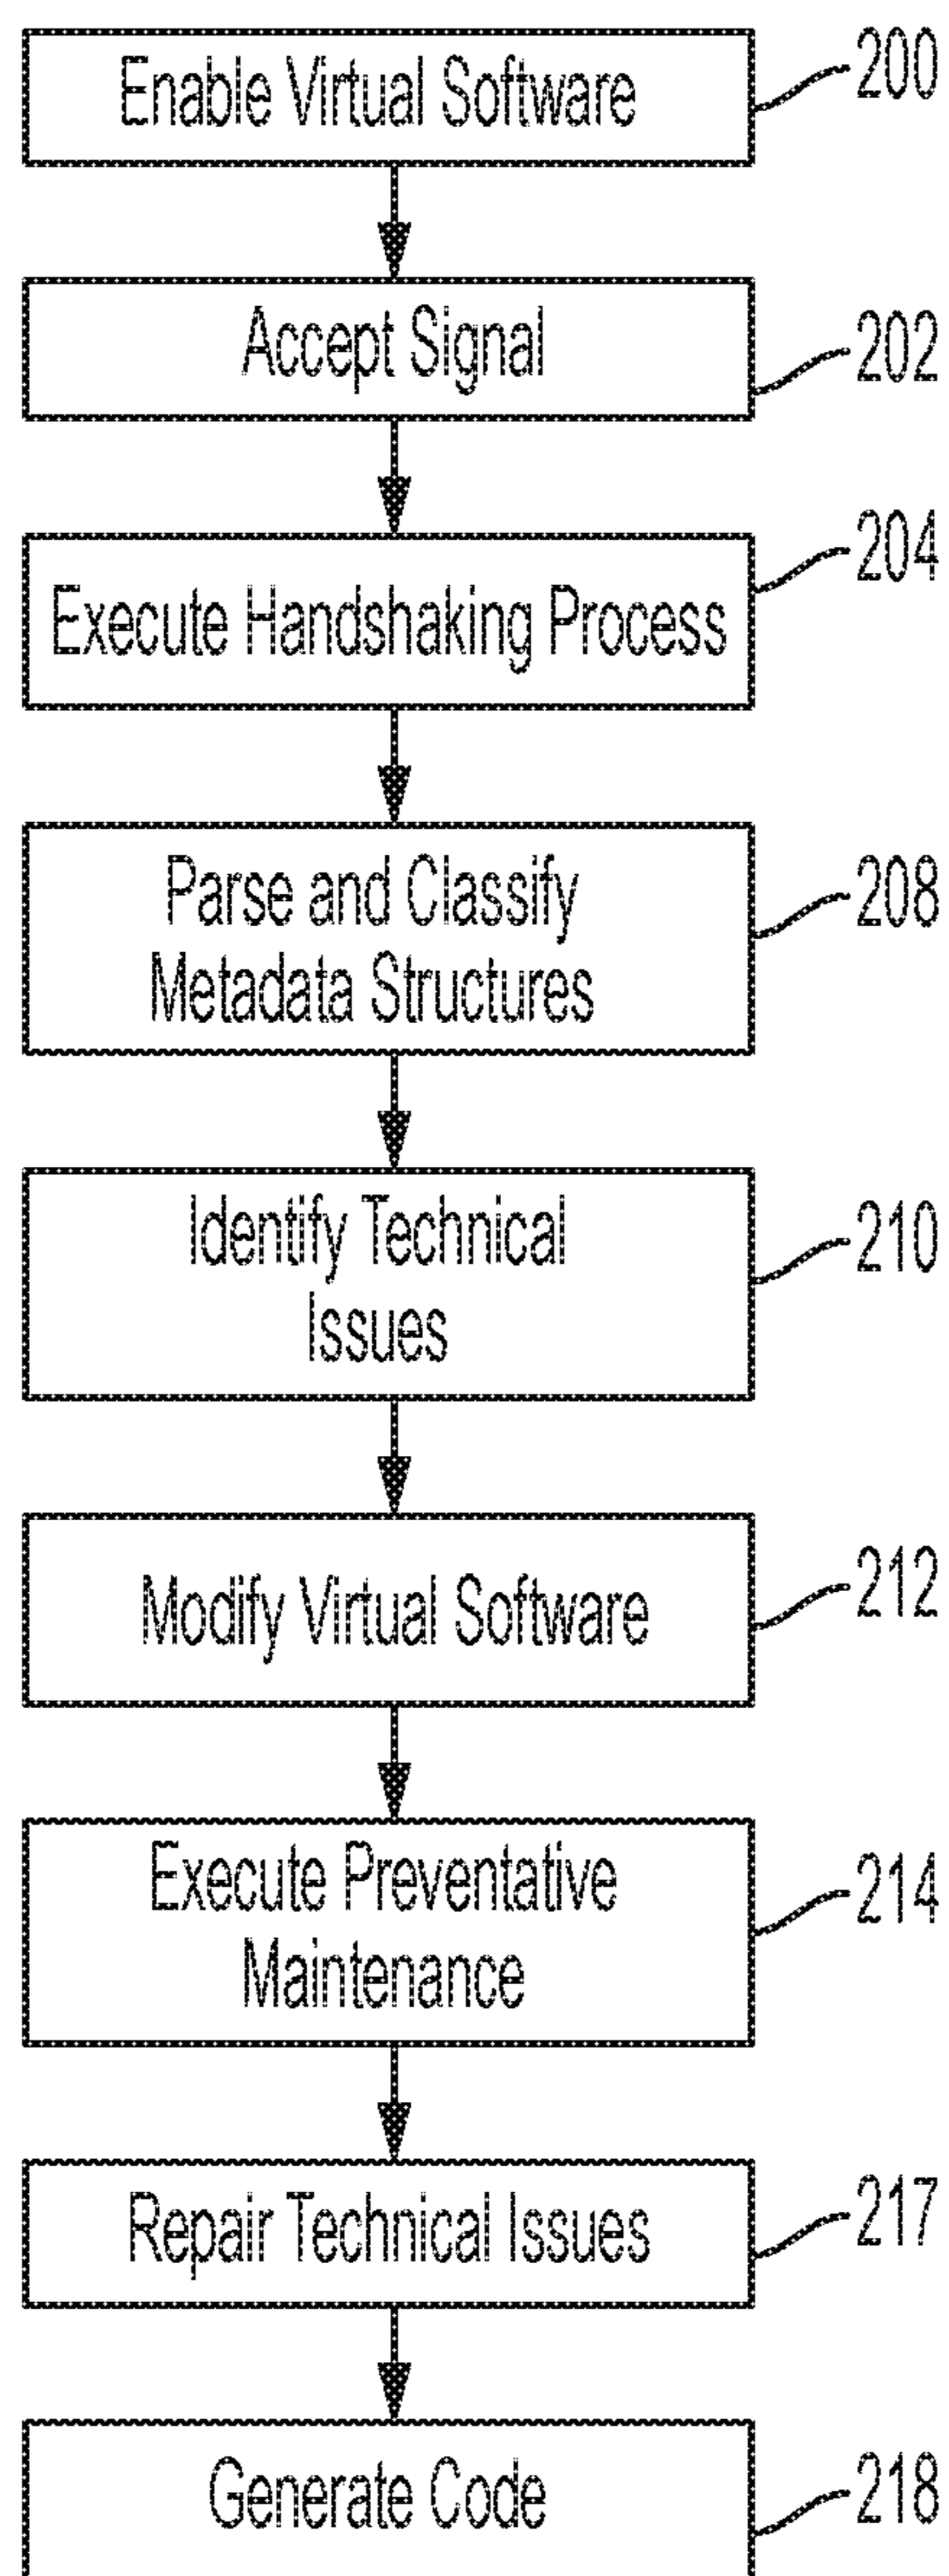 Enable Virtual Software
200
Accept Signal
202
Execute Handshaking Process
204
Parse and Classify
Metadata Structures
208
Identify Technical
Issues
210
Modify Virtual Software
212
Execute Preventative
Maintenance
214
Repair Technical Issues
217
Generate Code
218